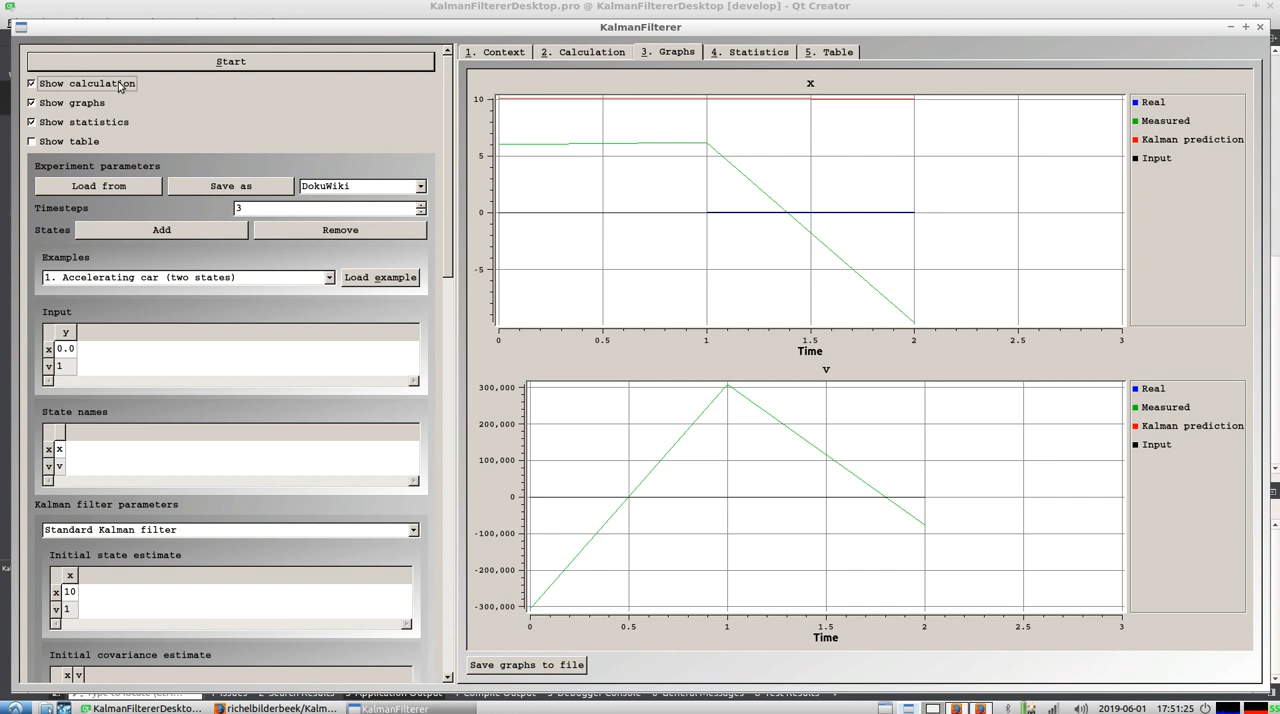 KalmanFiltererDesktop.pro @ KalmanFiltererDesktop [develop] - Qt Creator
KalmanFilterer
Start
Show calculation
Show graphs
Show statistics
Show table
Experiment parameters
Load from
Save as
DokuWiki
Timesteps
3
States
Add
Remove
Examples
1. Accelerating car (two states)
Load example
Input
y
x 0.0
v 1
State names
x x
v v
Kalman filter parameters
Standard Kalman filter
Initial state estimate
x
x 10
v 1
Initial covariance estimate
x v
1. Context
2. Calculation
3. Graphs
4. Statistics
5. Table
x
10
5
0
-5
0 0.5 1 1.5 2 2.5 3
Time
Real
Measured
Kalman prediction
Input
v
300,000
200,000
100,000
0
-100,000
-200,000
-300,000
0 0.5 1 1.5 2 2.5 3
Time
Real
Measured
Kalman prediction
Input
Save graphs to file
KalmanFiltererDeskto...
richelbilderbeek/Kalm...
KalmanFilterer
2019-06-01
17:51:25